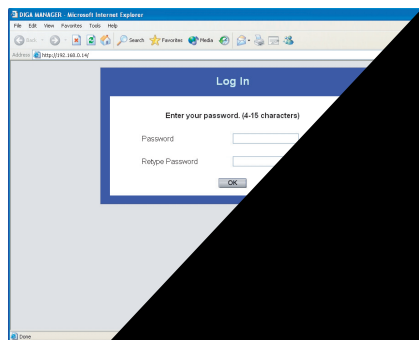 DIGA MANAGER - Microsoft Internet Explorer
File Edit View Favorites Tools Help
Back Search Favorites Media
Address http://192.168.0.14/
Log In
Enter your password. (4-15 characters)
Password
Retype Password
OK
Done